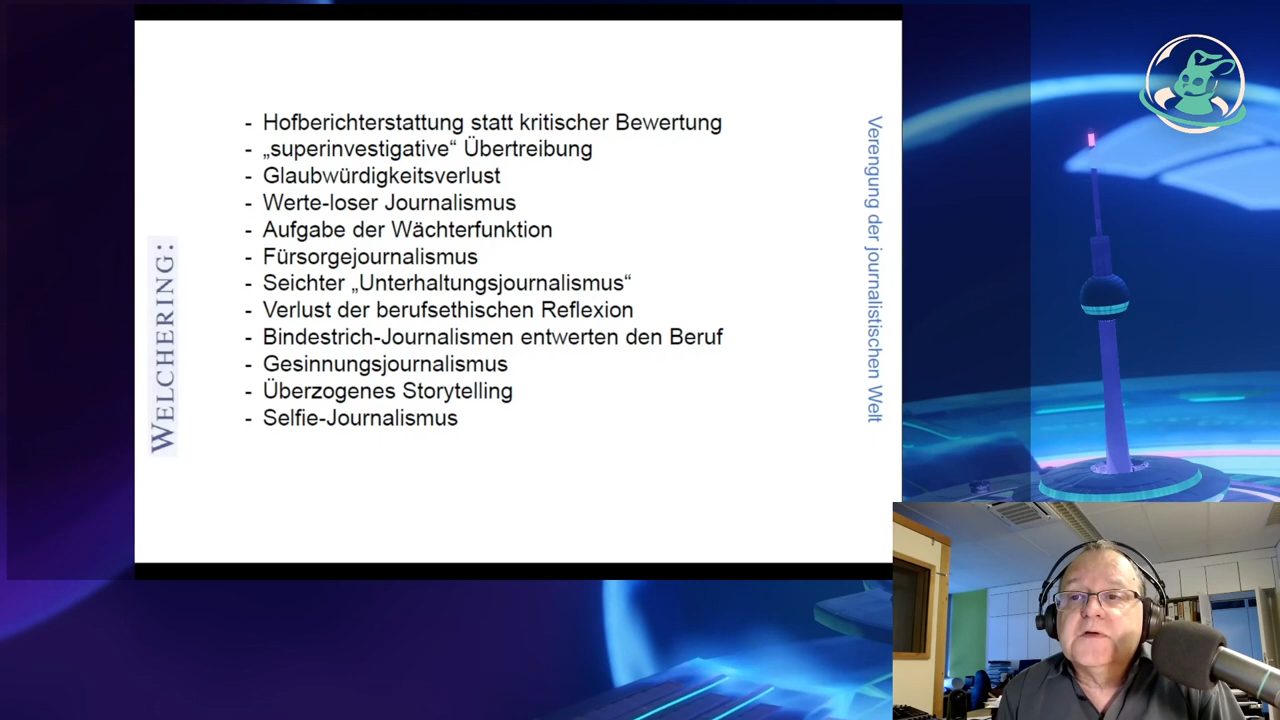 WELCHERING:
- Hofberichterstattung statt kritischer Bewertung
- „superinvestigative“ Übertreibung
- Glaubwürdigkeitsverlust
- Werte-loser Journalismus
- Aufgabe der Wächterfunktion
- Fürsorgejournalismus
- Seichter „Unterhaltungsjournalismus“
- Verlust der berufsethischen Reflexion
- Bindestrich-Journalismen entwerten den Beruf
- Gesinnungsjournalismus
- Überzogenes Storytelling
- Selfie-Journalismus
Verengung der journalistischen Welt